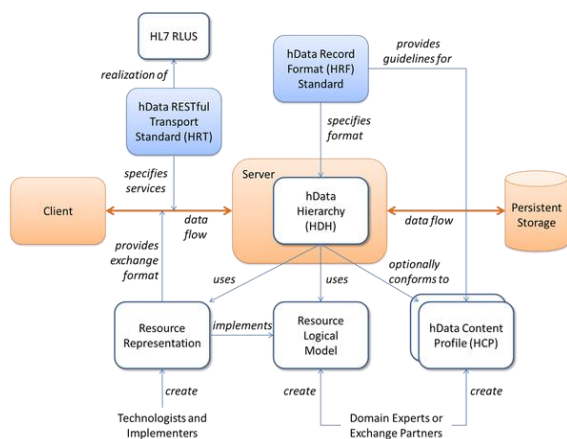 HL7 RLUS
realization of
hData RESTful
Transport
Standard (HRT)
specifies
services
hData Record
Format (HRF)
Standard
provides
guidelines for
specifies
format
Server
Client
data
flow
hData
Hierarchy
(HDH)
data flow
Persistent
Storage
provides
exchange
format
uses
uses
optionally
conforms to
Resource
Representation
implements
Resource
Logical
Model
hData Content
Profile (HCP)
create
create
create
Technologists and
Implementers
Domain Experts or
Exchange Partners